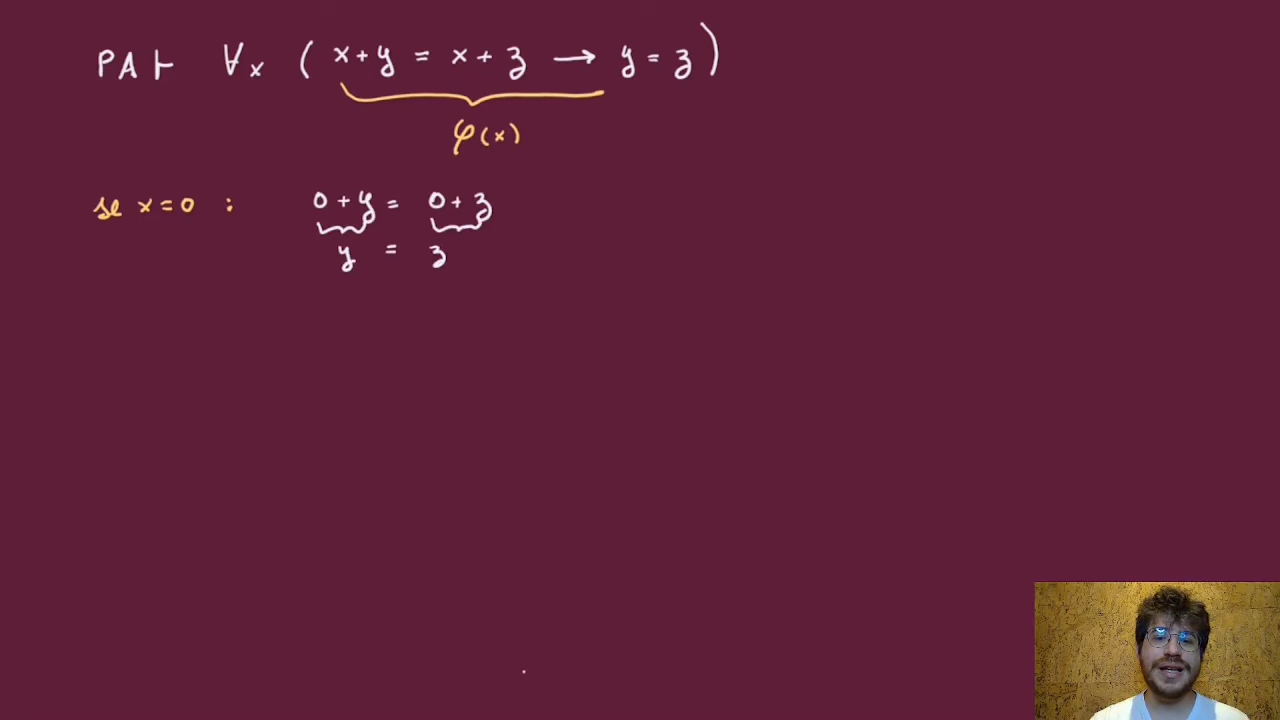 PA ⊢ ∀x ( x + y = x + z → y = z )
φ(x)
se x = 0 : 0 + y = 0 + z
y = z